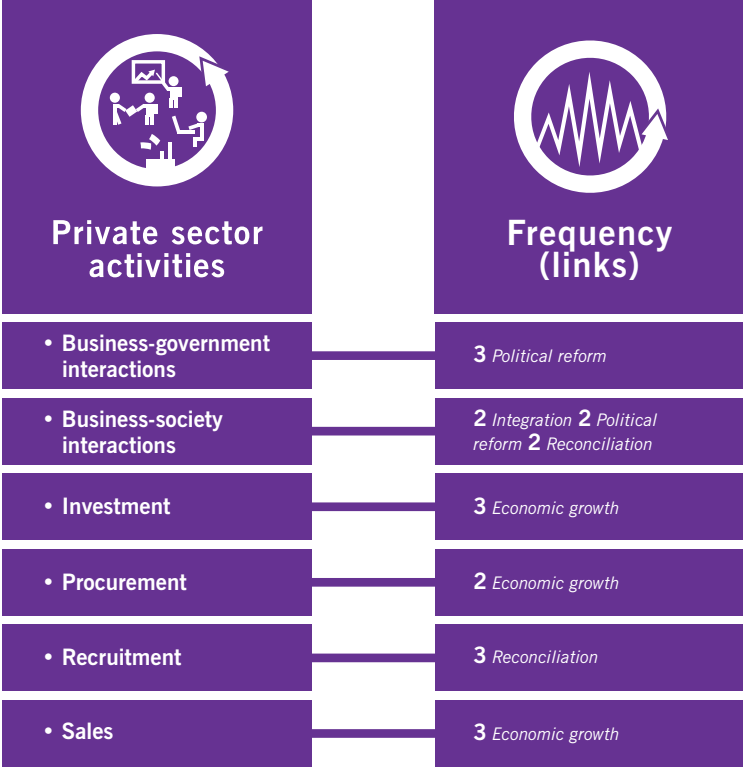 Private sector
activities
Frequency
(links)
• Business-government
interactions
3 Political reform
• Business-society
interactions
2 Integration 2 Political
reform 2 Reconciliation
• Investment
3 Economic growth
• Procurement
2 Economic growth
• Recruitment
3 Reconciliation
• Sales
3 Economic growth